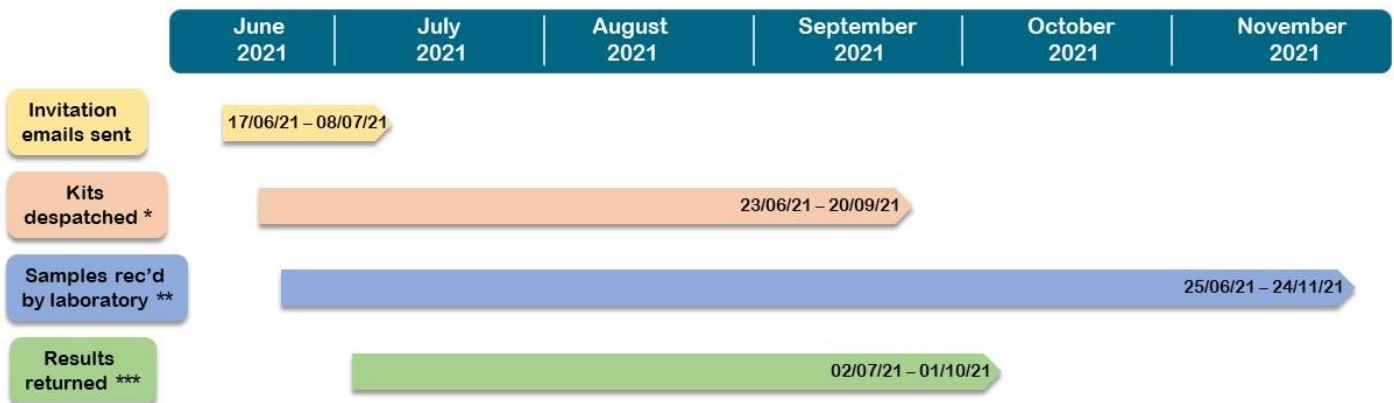 June
2021
July
2021
August
2021
September
2021
October
2021
November
2021
Invitation
emails sent
17/06/21 – 08/07/21
Kits
despatched *
23/06/21 – 20/09/21
Samples rec’d
by laboratory **
25/06/21 – 24/11/21
Results
returned ***
02/07/21 – 01/10/21